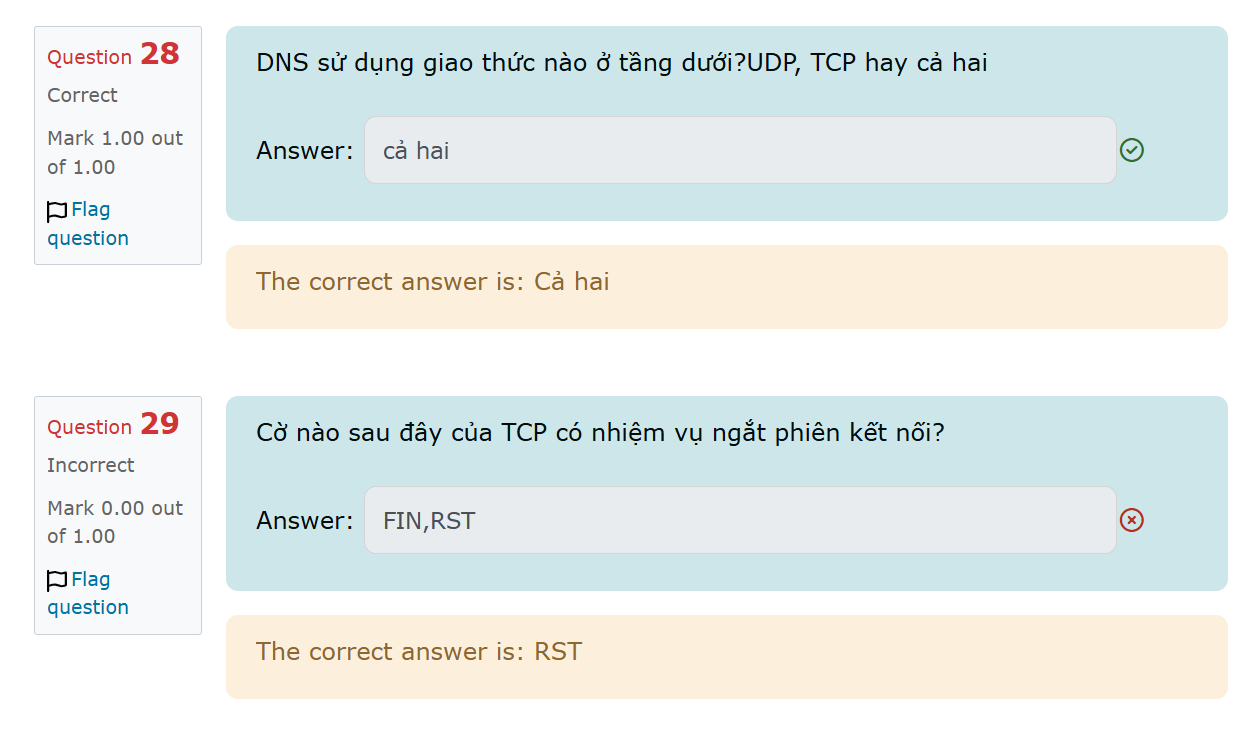 Question 28
Correct
Mark 1.00 out
of 1.00
Flag
question
DNS sử dụng giao thức nào ở tầng dưới?UDP, TCP hay cả hai
Answer: cả hai
The correct answer is: Cả hai
Question 29
Incorrect
Mark 0.00 out
of 1.00
Flag
question
Cờ nào sau đây của TCP có nhiệm vụ ngắt phiên kết nối?
Answer: FIN,RST
The correct answer is: RST